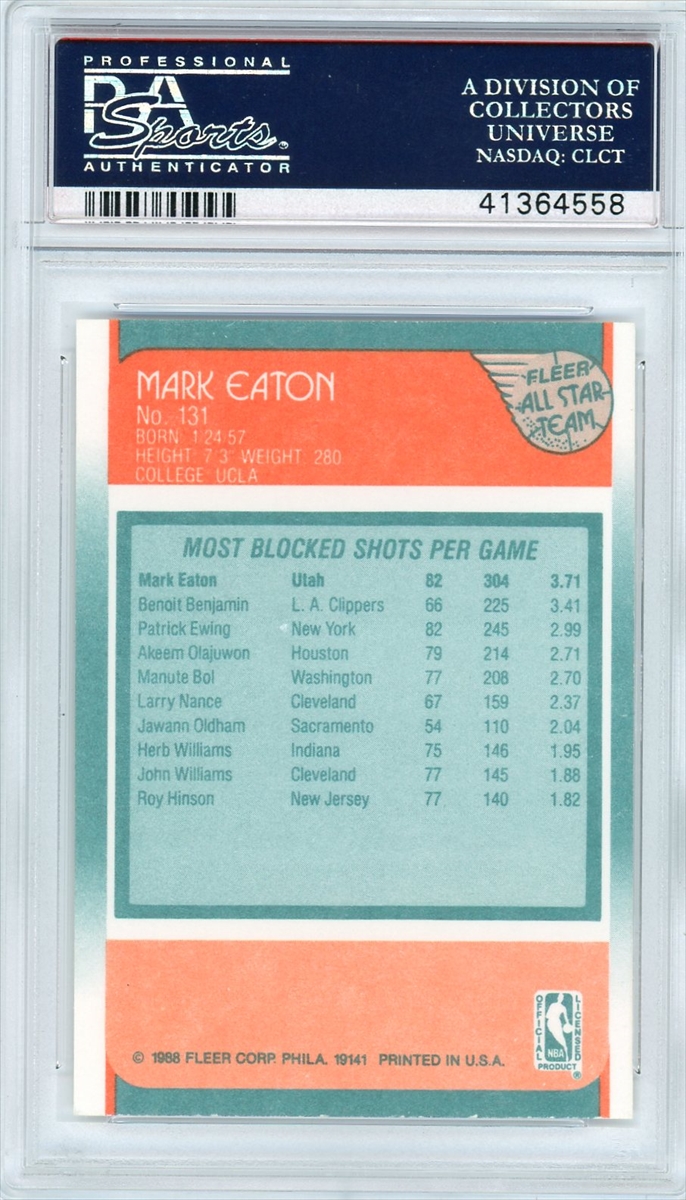 PROFESSIONAL
PSA
Sports
AUTHENTICATOR
A DIVISION OF
COLLECTORS
UNIVERSE
NASDAQ: CLCT
41364558
MARK EATON
No. 131
BORN: 1·24·57
HEIGHT: 7'3" WEIGHT: 280
COLLEGE: UCLA
FLEER
ALL STAR
TEAM
MOST BLOCKED SHOTS PER GAME
Mark Eaton Utah 82 304 3.71
Benoit Benjamin L. A. Clippers 66 225 3.41
Patrick Ewing New York 82 245 2.99
Akeem Olajuwon Houston 79 214 2.71
Manute Bol Washington 77 208 2.70
Larry Nance Cleveland 67 159 2.37
Jawann Oldham Sacramento 54 110 2.04
Herb Williams Indiana 75 146 1.95
John Williams Cleveland 77 145 1.88
Roy Hinson New Jersey 77 140 1.82
© 1988 FLEER CORP. PHILA. 19141 PRINTED IN U.S.A.
OFFICIAL
LICENSED
NBA
PRODUCT
®